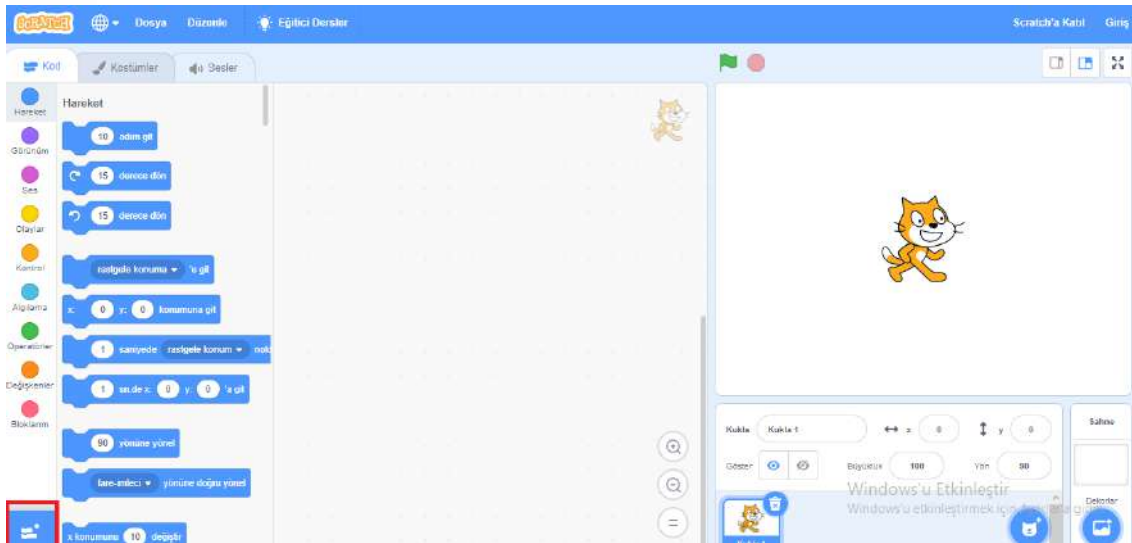 SCRATCH
Dosya
Düzenle
Eğitici Dersler
Scratch'a Katıl
Giriş
Kod
Kostümler
Sesler
Hareket
Görünüm
Ses
Olaylar
Kontrol
Algılama
Operatörler
Değişkenler
Bloklarım
Hareket
10 adım git
15 derece dön
15 derece dön
rastgele konuma 'e git
x: 0 y: 0 konumuna git
1 saniyede rastgele konum
1 sn.de x: 0 y: 0 'a git
90 yönüne yönel
fare-imleci yönüne doğru yönel
x konumunu 10 değiştir
Kukla
Kukla 1
x 0
y 0
Göster
Büyüklük 100
Yön 90
Sahne
Dekorlar
Windows'u Etkinleştir
Windows'u etkinleştirmek için